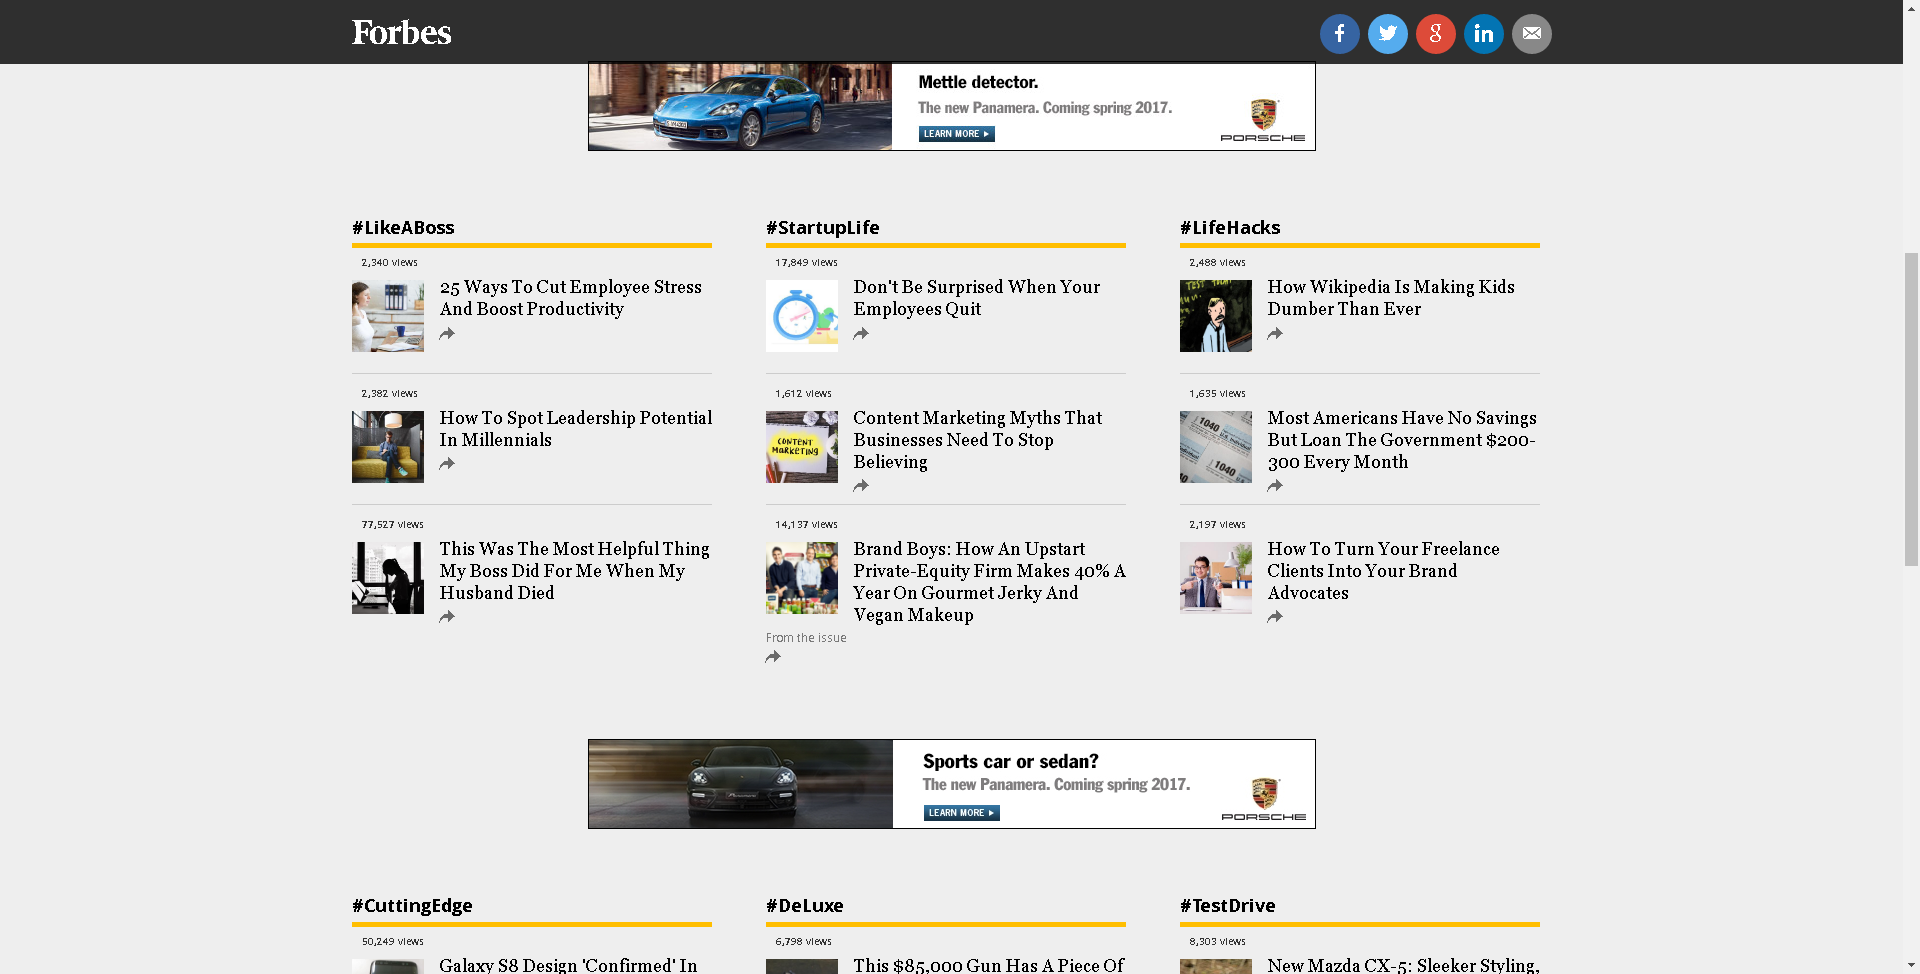 Forbes
Mettle detector.
The new Panamera. Coming spring 2017.
LEARN MORE
PORSCHE
#LikeABoss
2,340 views
25 Ways To Cut Employee Stress
And Boost Productivity
2,382 views
How To Spot Leadership Potential
In Millennials
77,527 views
This Was The Most Helpful Thing
My Boss Did For Me When My
Husband Died
#StartupLife
17,849 views
Don't Be Surprised When Your
Employees Quit
1,612 views
CONTENT
MARKETING
Content Marketing Myths That
Businesses Need To Stop
Believing
14,137 views
Brand Boys: How An Upstart
Private-Equity Firm Makes 40% A
Year On Gourmet Jerky And
Vegan Makeup
From the issue
#LifeHacks
2,488 views
How Wikipedia Is Making Kids
Dumber Than Ever
1,635 views
1040
1040
Most Americans Have No Savings
But Loan The Government $200-
300 Every Month
2,197 views
How To Turn Your Freelance
Clients Into Your Brand
Advocates
Sports car or sedan?
The new Panamera. Coming spring 2017.
LEARN MORE
PORSCHE
#CuttingEdge
50,249 views
Galaxy S8 Design 'Confirmed' In
#DeLuxe
6,798 views
This $85,000 Gun Has A Piece Of
#TestDrive
8,303 views
New Mazda CX-5: Sleeker Styling,